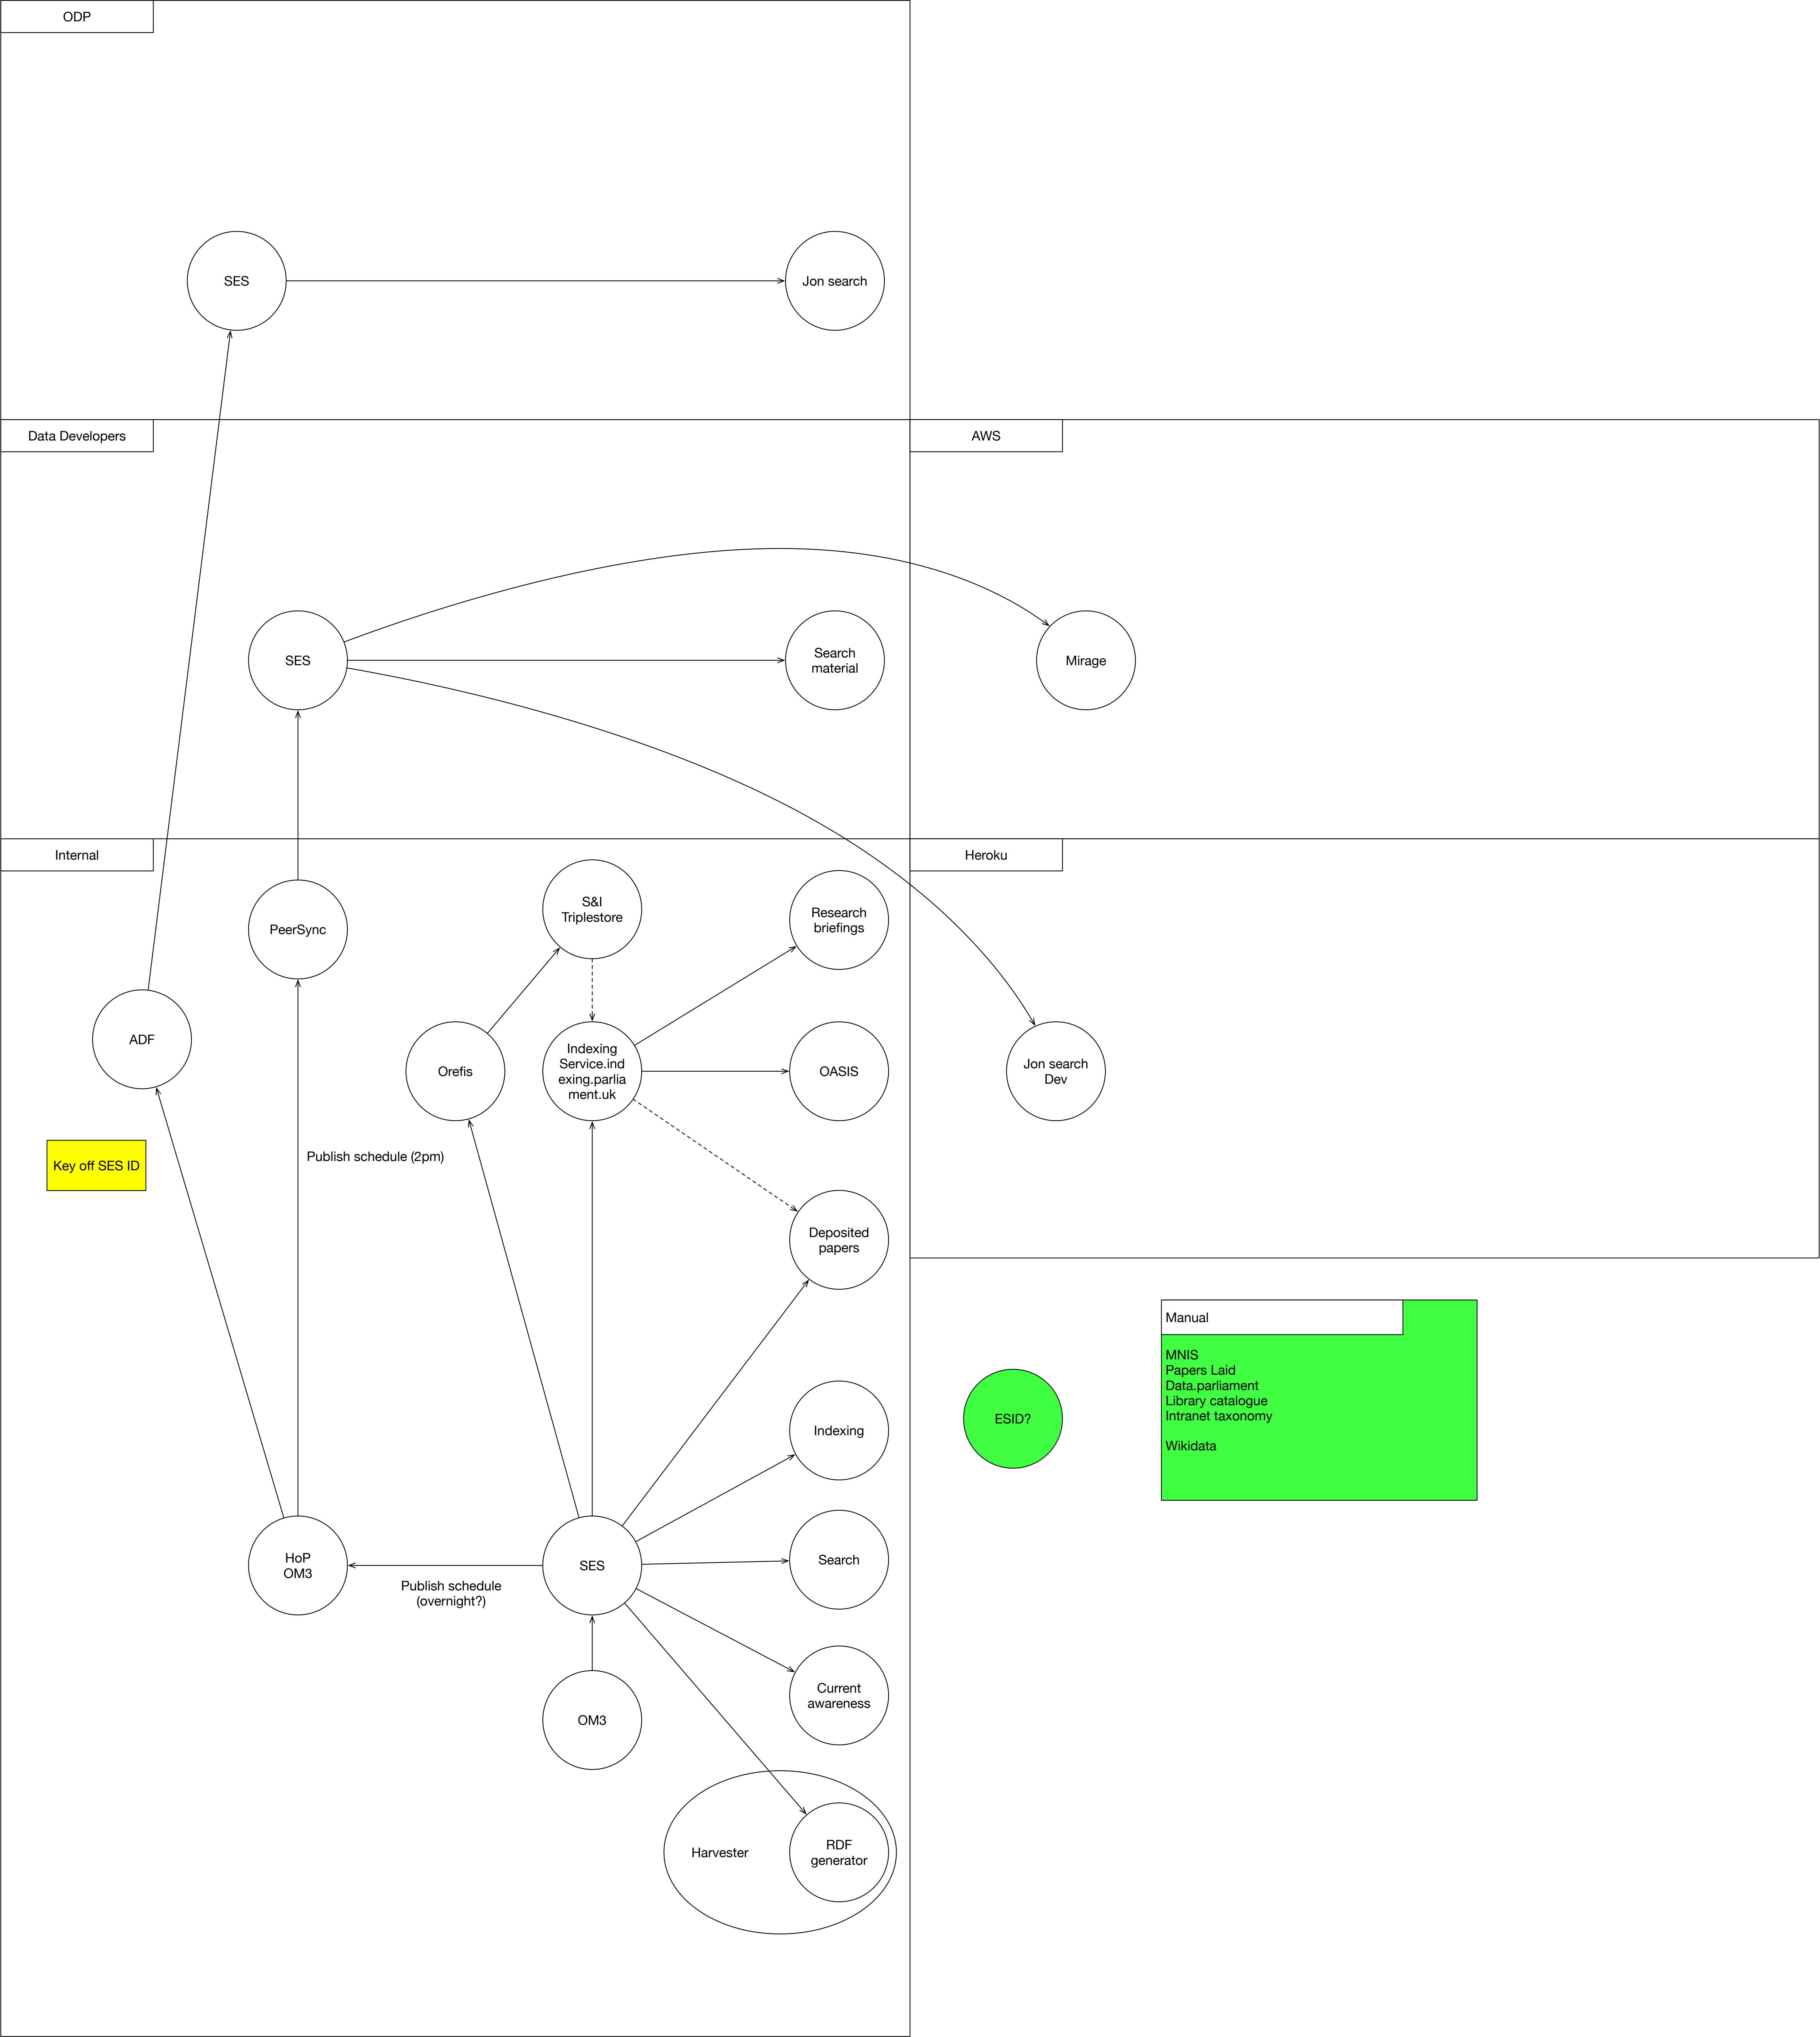 ODP
SES
Jon search
Data Developers
AWS
SES
Search
material
Mirage
Internal
Heroku
PeerSync
S&I
Triplestore
Research
briefings
ADF
Orefis
Indexing
Service.ind
exing.parlia
ment.uk
OASIS
Jon search
Dev
Key off SES ID
Publish schedule (2pm)
Deposited
papers
Manual
MNIS
Papers Laid
Data.parliament
Library catalogue
Intranet taxonomy
Wikidata
ESID?
Indexing
HoP
OM3
Publish schedule
(overnight?)
SES
Search
Current
awareness
OM3
Harvester
RDF
generator